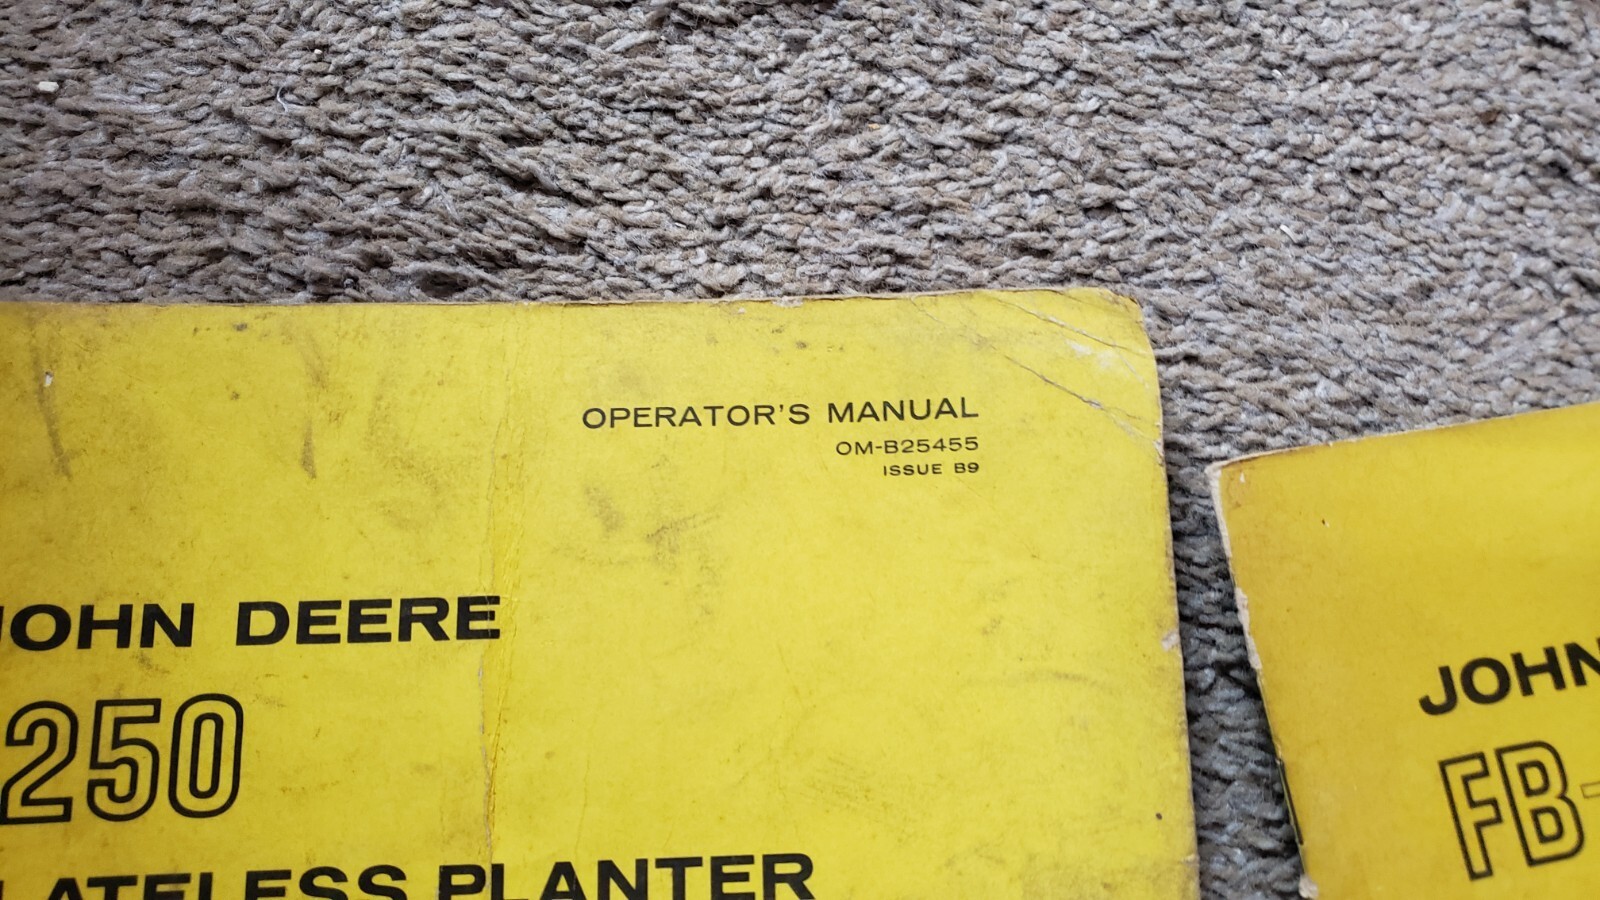 OPERATOR'S MANUAL
OM-B25455
ISSUE B9
JOHN DEERE
250
LATELESS PLANTER
JOHN
FB-